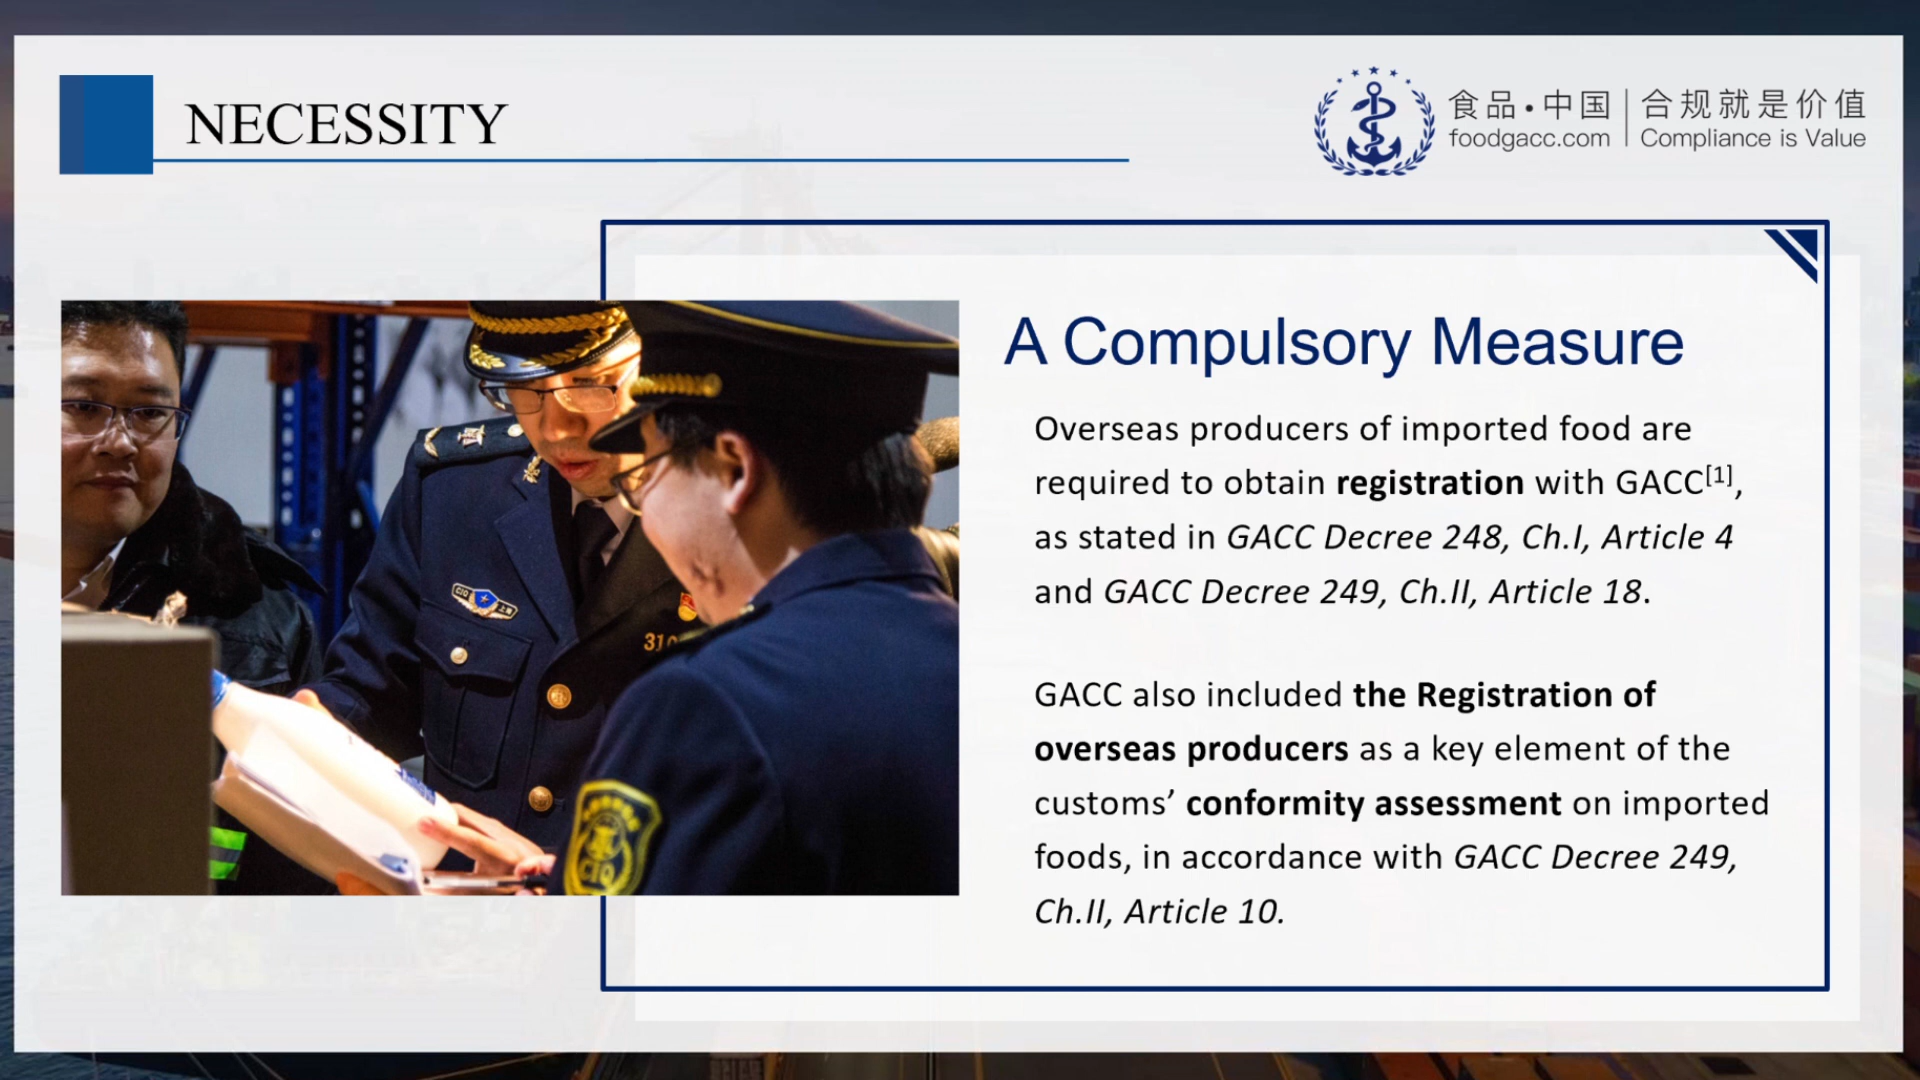 NECESSITY
食品·中国 | 合规就是价值
foodgacc.com | Compliance is Value
A Compulsory Measure
Overseas producers of imported food are
required to obtain registration with GACC[1],
as stated in GACC Decree 248, Ch.I, Article 4
and GACC Decree 249, Ch.II, Article 18.
GACC also included the Registration of
overseas producers as a key element of the
customs’ conformity assessment on imported
foods, in accordance with GACC Decree 249,
Ch.II, Article 10.
CIQ
310
CIQ